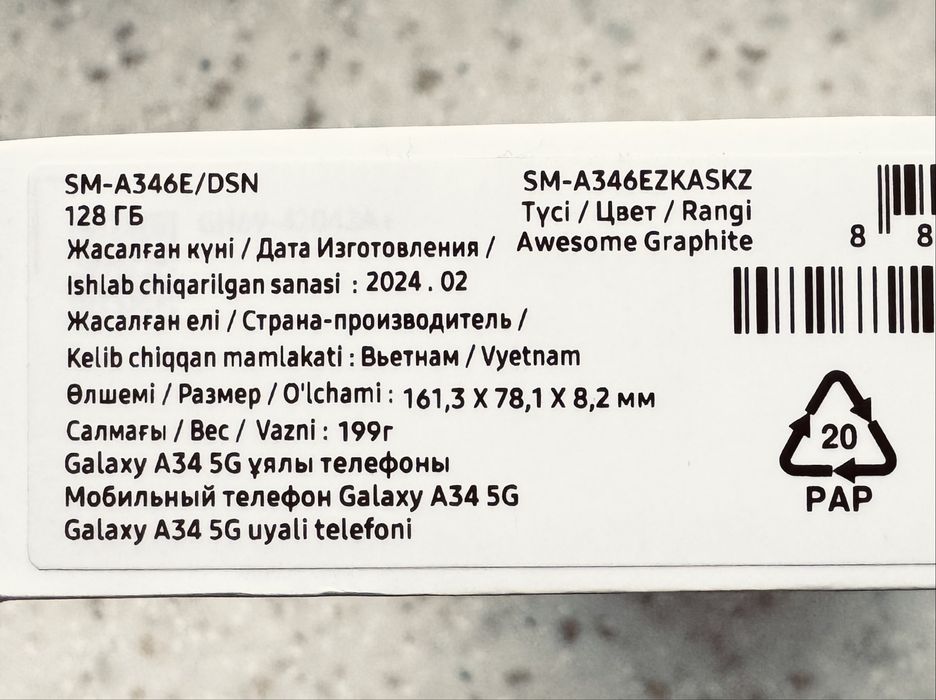 SM-A346E/DSN
128 ГБ
Жасалған күні / Дата Изготовления /
Ishlab chiqarilgan sanasi : 2024 . 02
Жасалған елі / Страна-производитель /
Kelib chiqqan mamlakati : Вьетнам / Vyetnam
Өлшемі / Размер / O'lchami : 161,3 X 78,1 X 8,2 мм
Салмағы / Вес / Vazni : 199г
Galaxy A34 5G ұялы телефоны
Мобильный телефон Galaxy A34 5G
Galaxy A34 5G uyali telefoni
SM-A346EZKASKZ
Түсі / Цвет / Rangi
Awesome Graphite
8 8
20
PAP